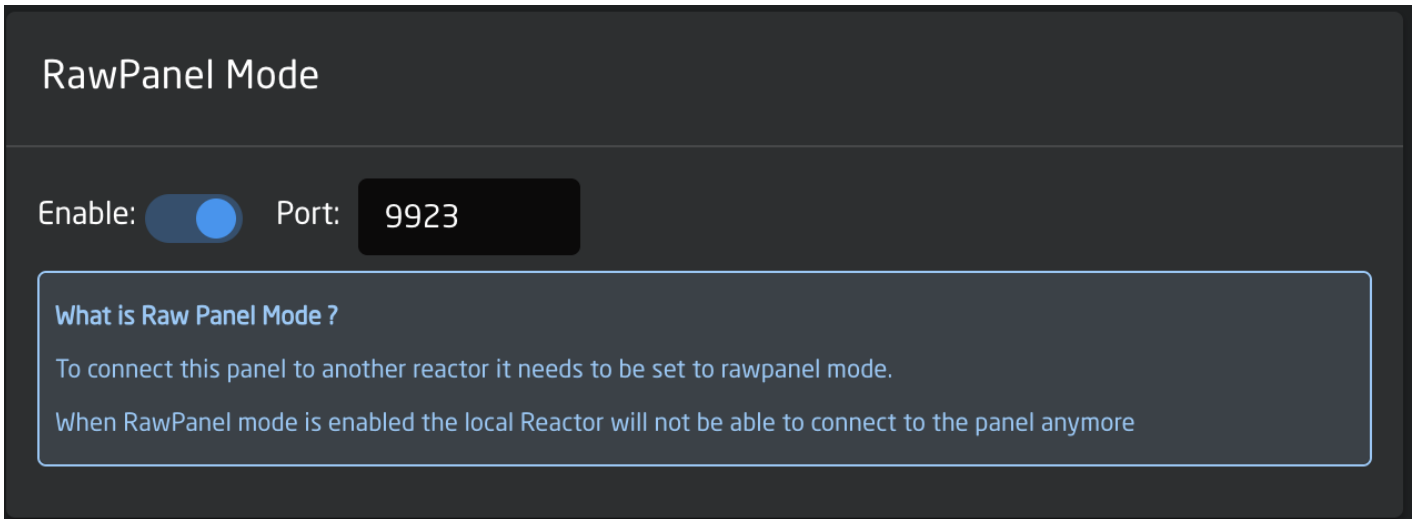 RawPanel Mode
Enable: Port: 9923
What is Raw Panel Mode ?
To connect this panel to another reactor it needs to be set to rawpanel mode.
When RawPanel mode is enabled the local Reactor will not be able to connect to the panel anymore